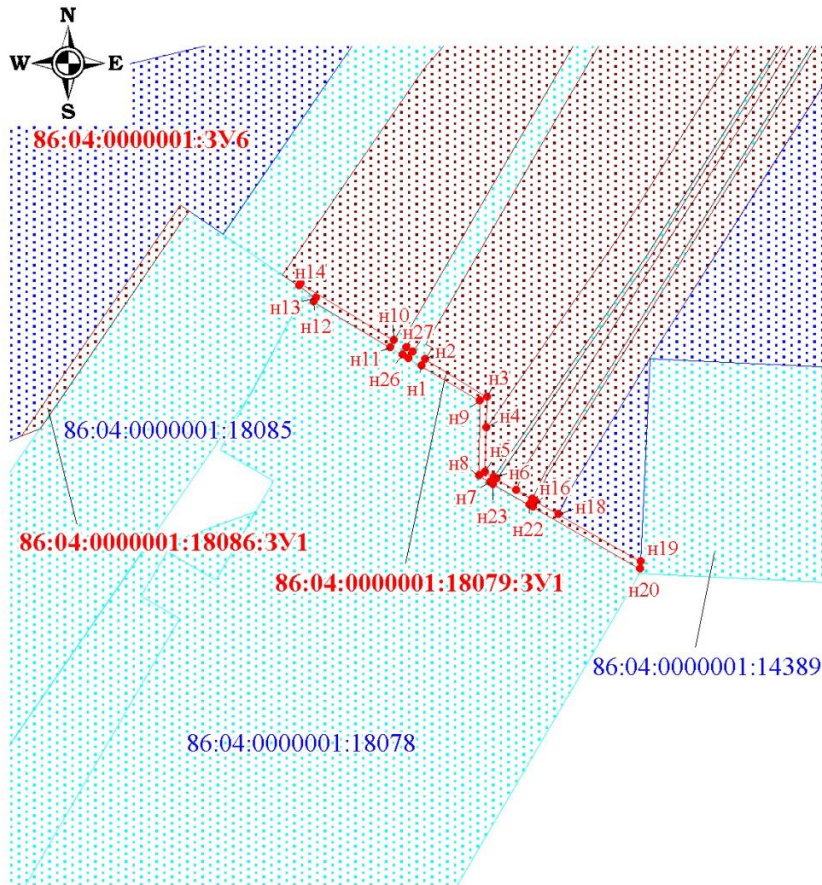 N
W E
S
86:04:0000001:ЗУ6
н14
н13
н12
н10
н27
н11
н2
н26
н1
н3
н9
н4
86:04:0000001:18085
н5
н8
н6
н7
н16
н23
н18
н22
86:04:0000001:18086:ЗУ1
н19
86:04:0000001:18079:ЗУ1
н20
86:04:0000001:14389
86:04:0000001:18078